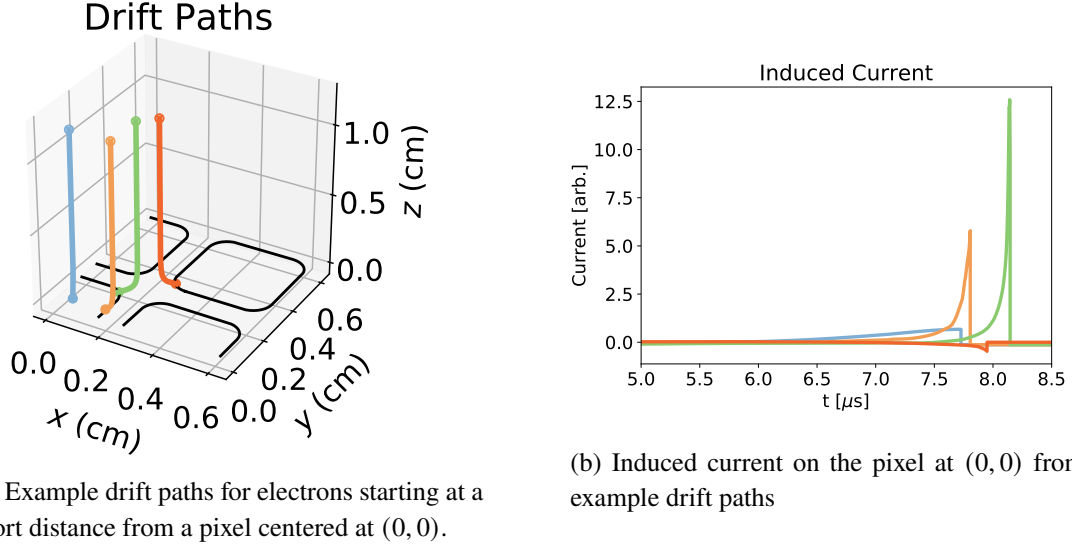 Drift Paths
1.0
0.5
0.0
z (cm)
0.0
0.2
0.4
0.6
x (cm)
0.0
0.2
0.4
0.6
y (cm)
Example drift paths for electrons starting at a
ort distance from a pixel centered at (0, 0).
Induced Current
12.5
10.0
7.5
5.0
2.5
0.0
Current [arb.]
5.0 5.5 6.0 6.5 7.0 7.5 8.0 8.5
t [μs]
(b) Induced current on the pixel at (0, 0) from
example drift paths